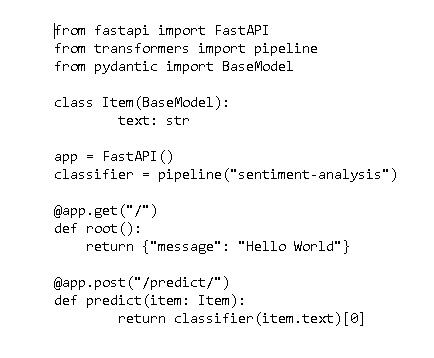 from fastapi import FastAPI
from transformers import pipeline
from pydantic import BaseModel

class Item(BaseModel):
        text: str

app = FastAPI()
classifier = pipeline("sentiment-analysis")

@app.get("/")
def root():
    return {"message": "Hello World"}

@app.post("/predict/")
def predict(item: Item):
        return classifier(item.text)[0]